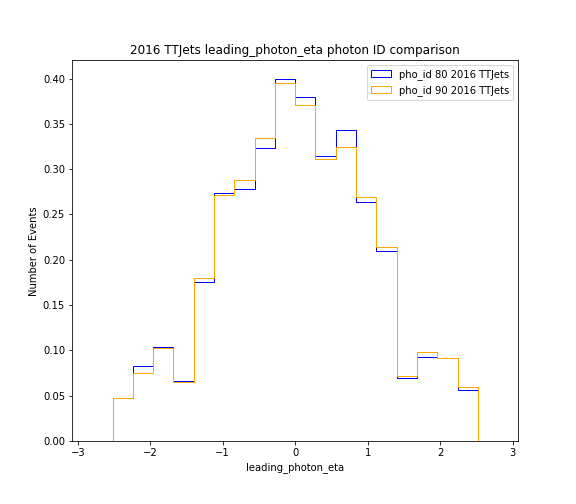 2016 TTJets leading_photon_eta photon ID comparison
pho_id 80 2016 TTJets
pho_id 90 2016 TTJets
Number of Events
0.40
0.35
0.30
0.25
0.20
0.15
0.10
0.05
0.00
−3 −2 −1 0 1 2 3
leading_photon_eta